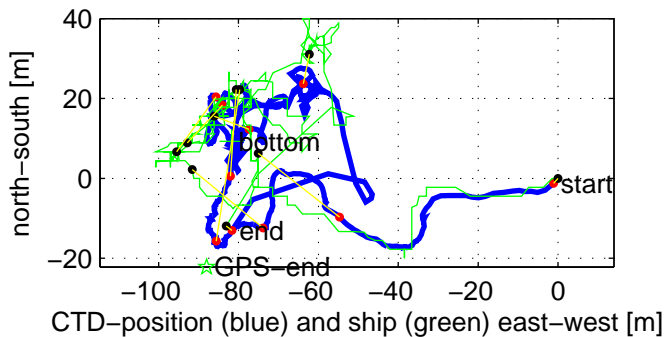 40
20
0
−20
north−south [m]
bottom
start
end
GPS−end
−100 −80 −60 −40 −20 0
CTD−position (blue) and ship (green) east−west [m]